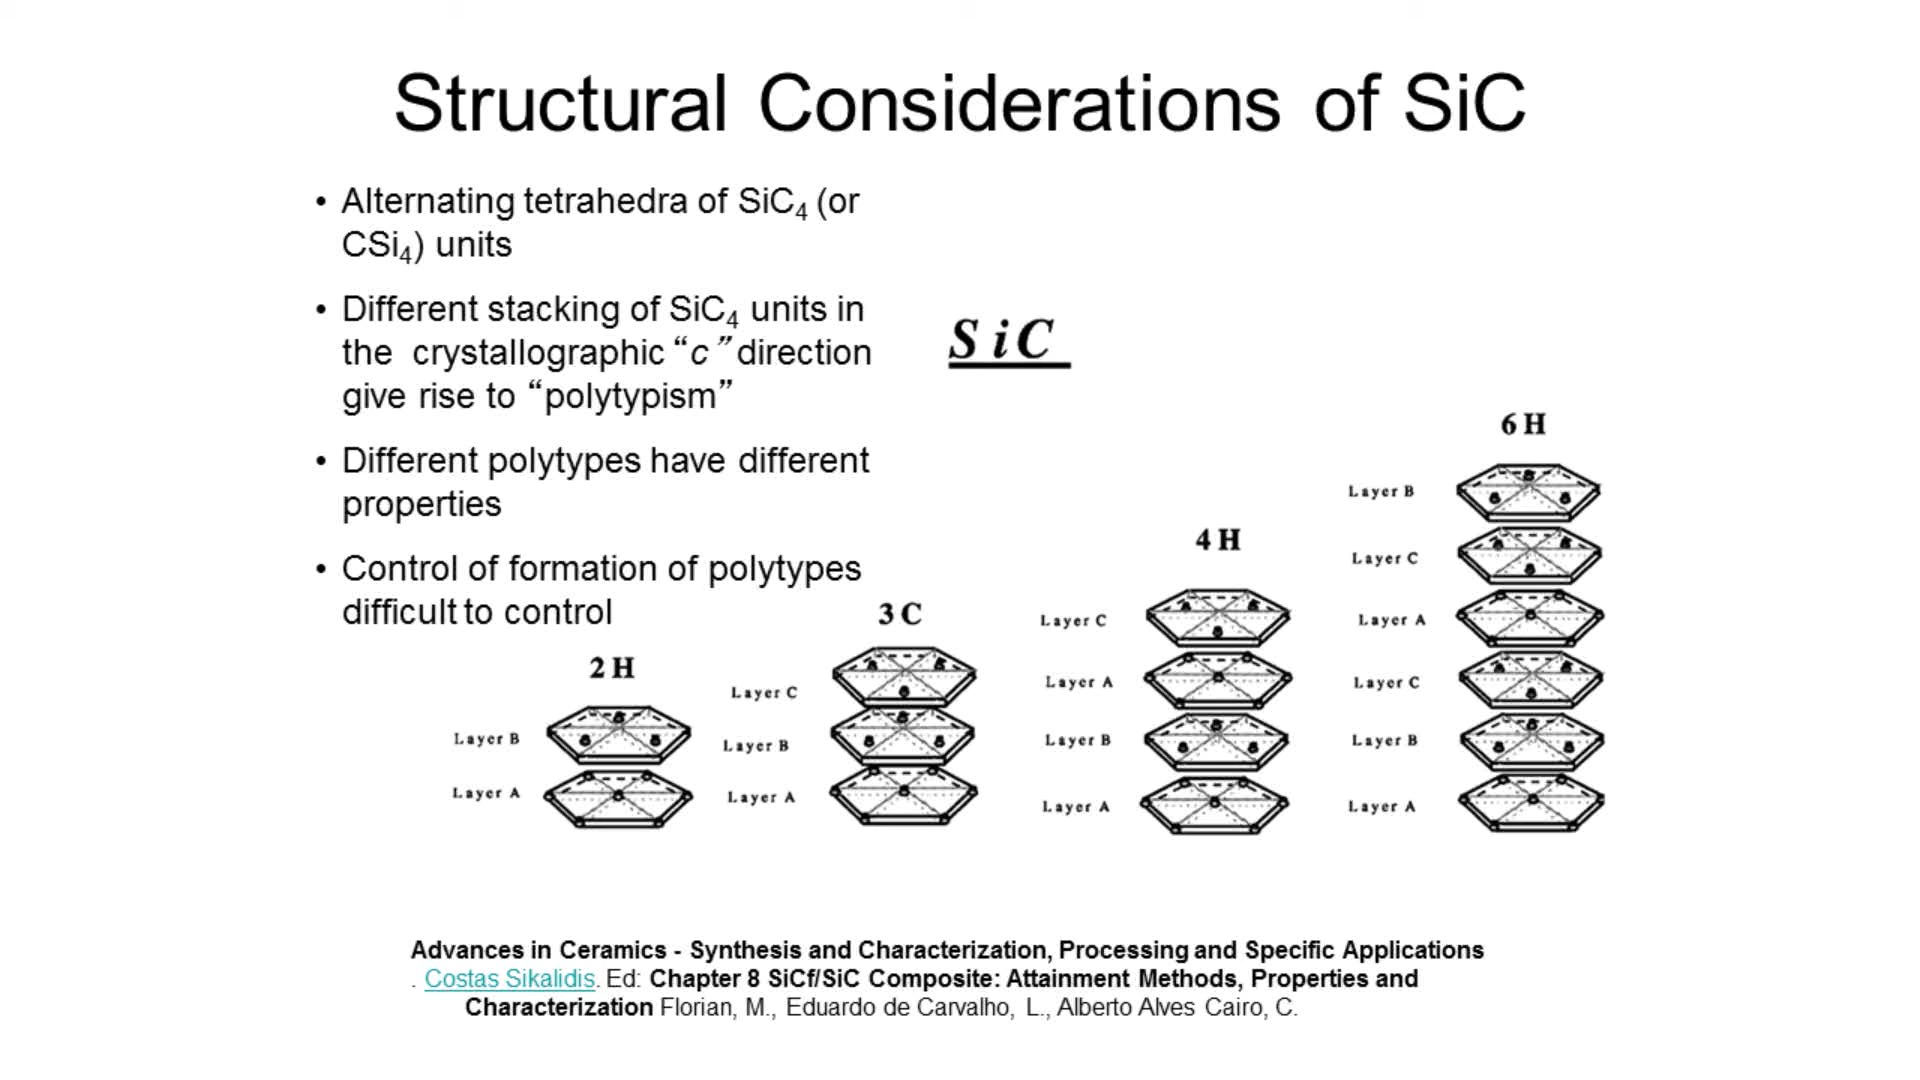 Structural Considerations of SiC
• Alternating tetrahedra of SiC4 (or
CSi4) units
• Different stacking of SiC4 units in
the crystallographic “c” direction
give rise to “polytypism”
• Different polytypes have different
properties
• Control of formation of polytypes
difficult to control
SiC
2H
Layer B
Layer A
3C
Layer C
Layer B
Layer A
4H
Layer C
Layer A
Layer B
Layer A
6H
Layer B
Layer C
Layer A
Layer C
Layer B
Layer A
Advances in Ceramics - Synthesis and Characterization, Processing and Specific Applications
. Costas Sikalidis. Ed: Chapter 8 SiCf/SiC Composite: Attainment Methods, Properties and
Characterization Florian, M., Eduardo de Carvalho, L., Alberto Alves Cairo, C.